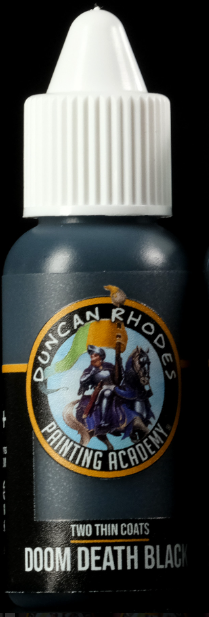 DUNCAN RHODES
PAINTING ACADEMY
TWO THIN COATS
DOOM DEATH BLACK